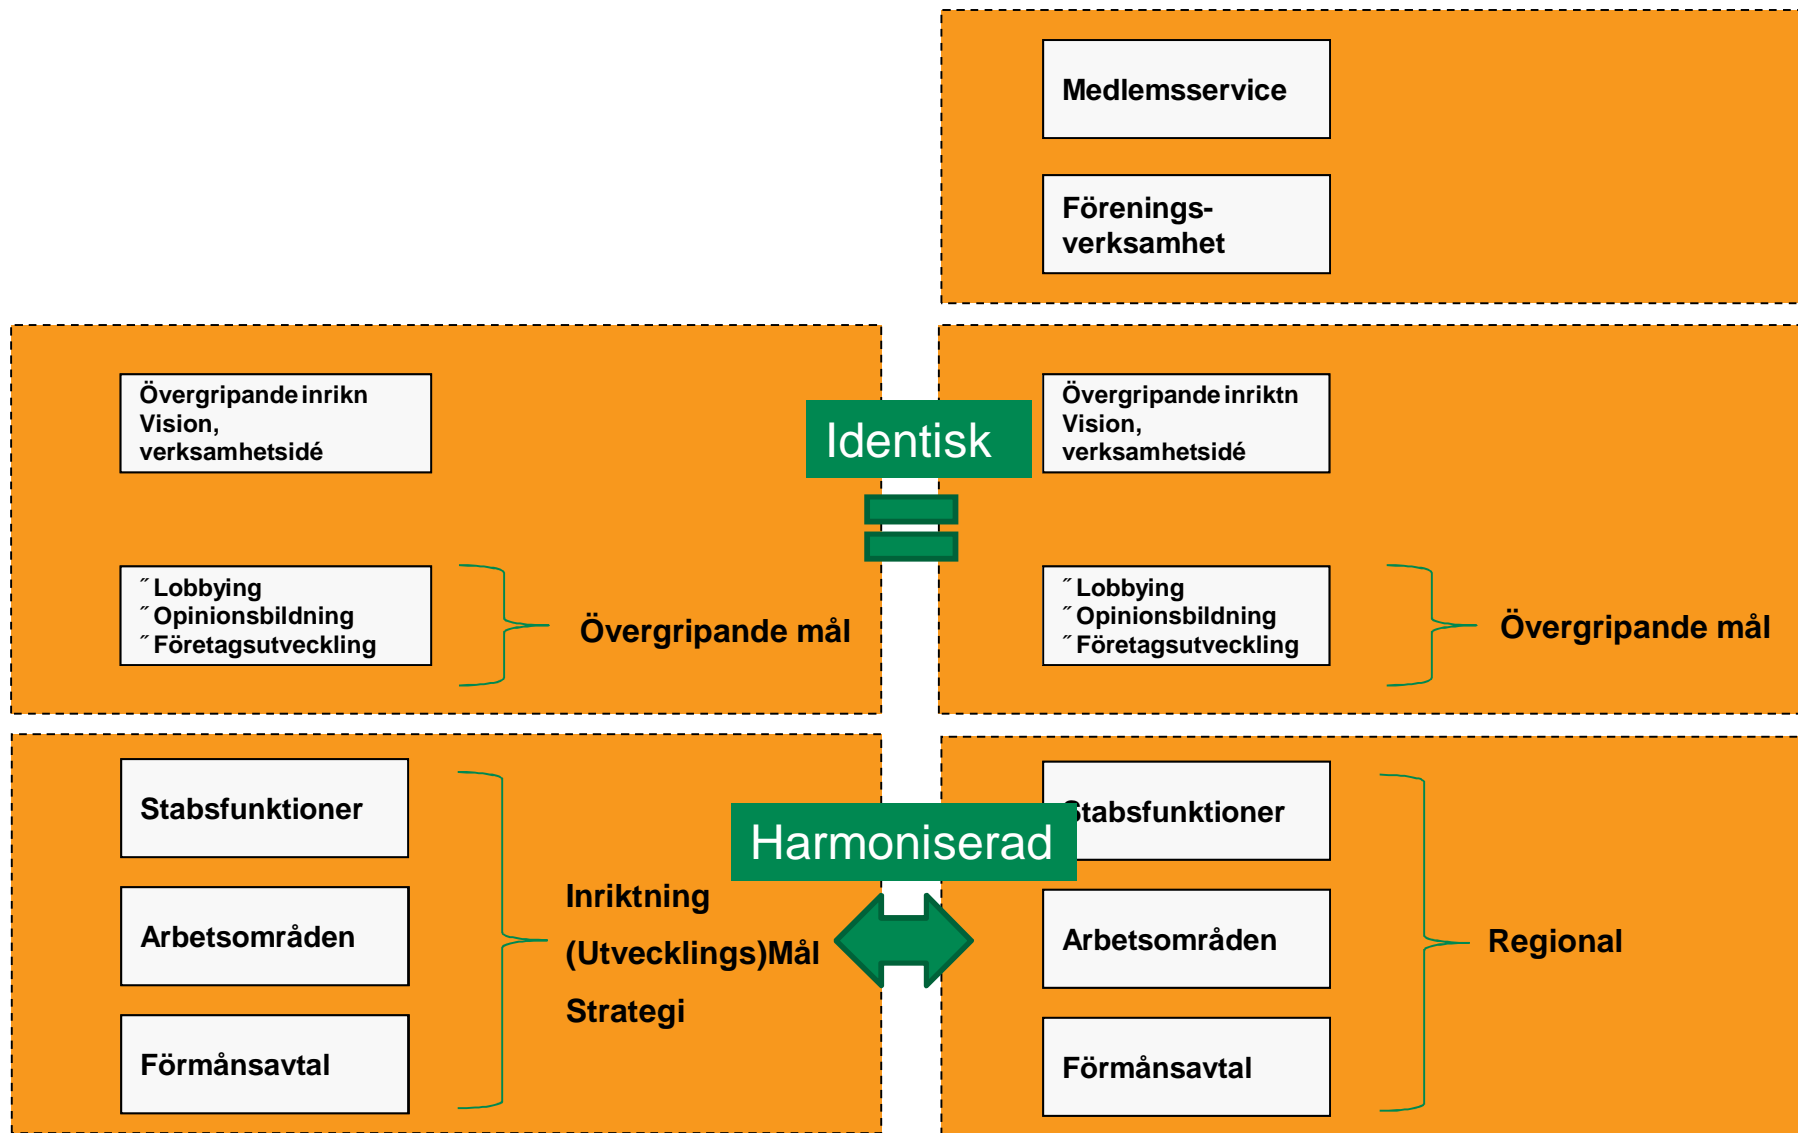 Medlemsservice
Förenings-
verksamhet
Övergripande inrikn
Vision,
verksamhetsidé
˝ Lobbying
˝ Opinionsbildning
˝ Företagsutveckling
Övergripande mål
Identisk
Övergripande inriktn
Vision,
verksamhetsidé
˝ Lobbying
˝ Opinionsbildning
˝ Företagsutveckling
Övergripande mål
Stabsfunktioner
Arbetsområden
Förmånsavtal
Inriktning
(Utvecklings)Mål
Strategi
Harmoniserad
Stabsfunktioner
Arbetsområden
Förmånsavtal
Regional